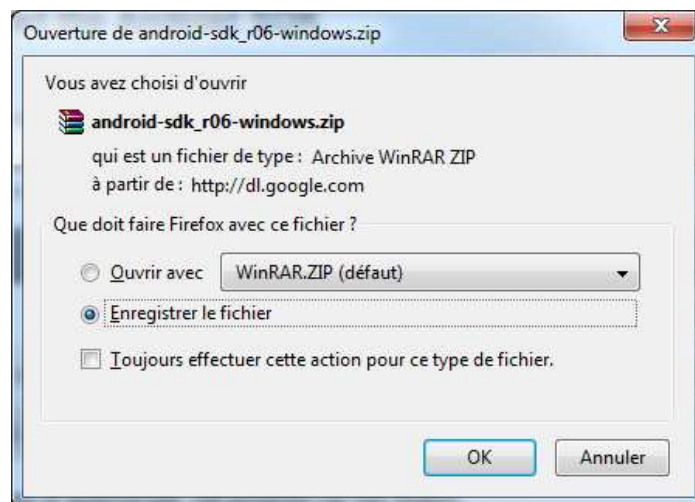 Ouverture de android-sdk_r06-windows.zip
Vous avez choisi d'ouvrir
android-sdk_r06-windows.zip
qui est un fichier de type : Archive WinRAR ZIP
à partir de : http://dl.google.com
Que doit faire Firefox avec ce fichier ?
Ouvrir avec WinRAR.ZIP (défaut)
Enregistrer le fichier
Toujours effectuer cette action pour ce type de fichier.
OK Annuler